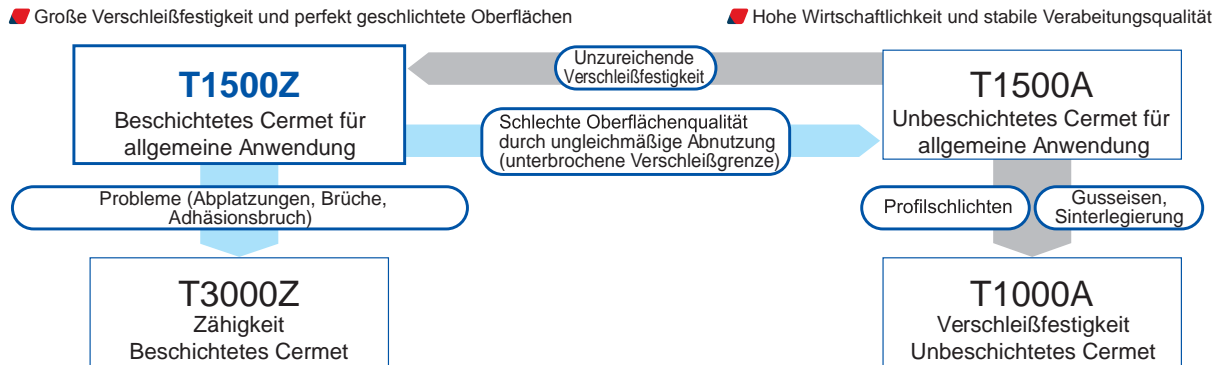 Große Verschleißfestigkeit und perfekt geschlichtete Oberflächen
Hohe Wirtschaftlichkeit und stabile Verabeitungsqualität
T1500Z
Beschichtetes Cermet für
allgemeine Anwendung
Unzureichende
Verschleißfestigkeit
Schlechte Oberflächenqualität
durch ungleichmäßige Abnutzung
(unterbrochene Verschleißgrenze)
T1500A
Unbeschichtetes Cermet für
allgemeine Anwendung
Probleme (Abplatzungen, Brüche,
Adhäsionsbruch)
Profilschlichten
Gusseisen,
Sinterlegierung
T3000Z
Zähigkeit
Beschichtetes Cermet
T1000A
Verschleißfestigkeit
Unbeschichtetes Cermet